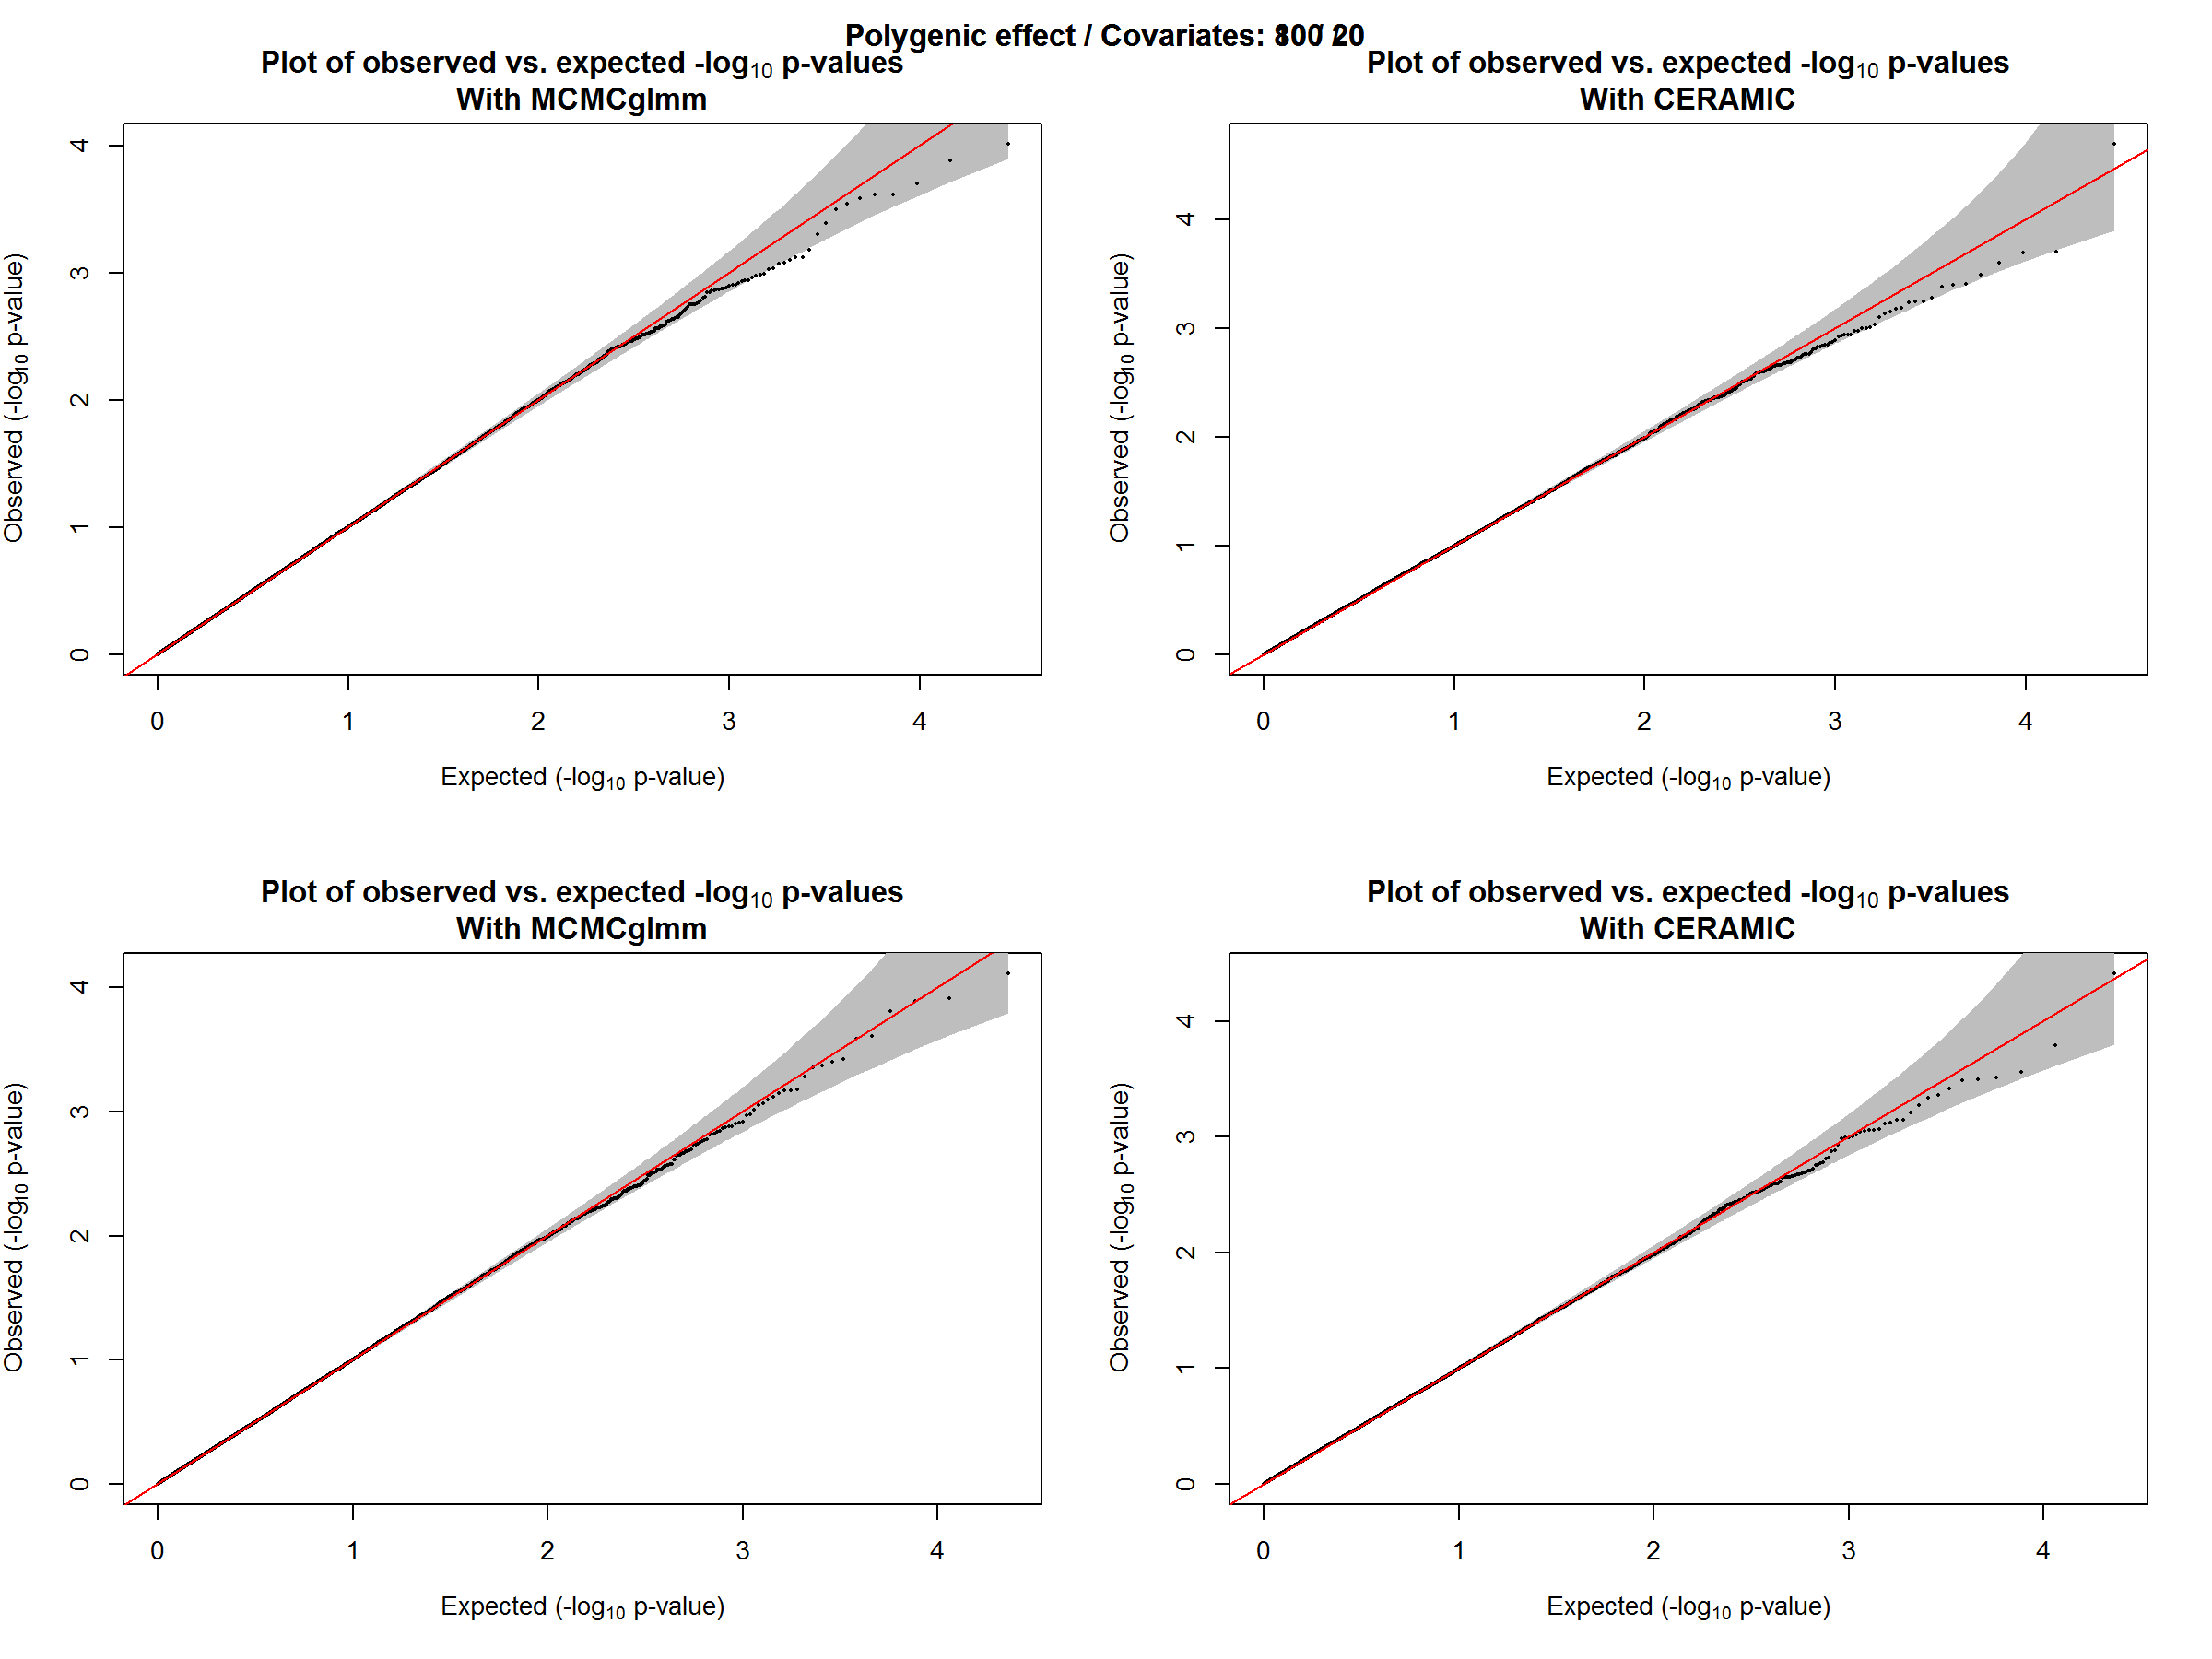 Polygenic effect / Covariates:
Plot of observed vs. expected -log10 p-values
With MCMCglmm
4
3
2
1
0
Observed (-log10 p-value)
0 1 2 3 4
Expected (-log10 p-value)
Plot of observed vs. expected -log10 p-values
With CERAMIC
4
3
2
1
0
Observed (-log10 p-value)
0 1 2 3 4
Expected (-log10 p-value)
Plot of observed vs. expected -log10 p-values
With MCMCglmm
4
3
2
1
0
Observed (-log10 p-value)
0 1 2 3 4
Expected (-log10 p-value)
Plot of observed vs. expected -log10 p-values
With CERAMIC
4
3
2
1
0
Observed (-log10 p-value)
0 1 2 3 4
Expected (-log10 p-value)